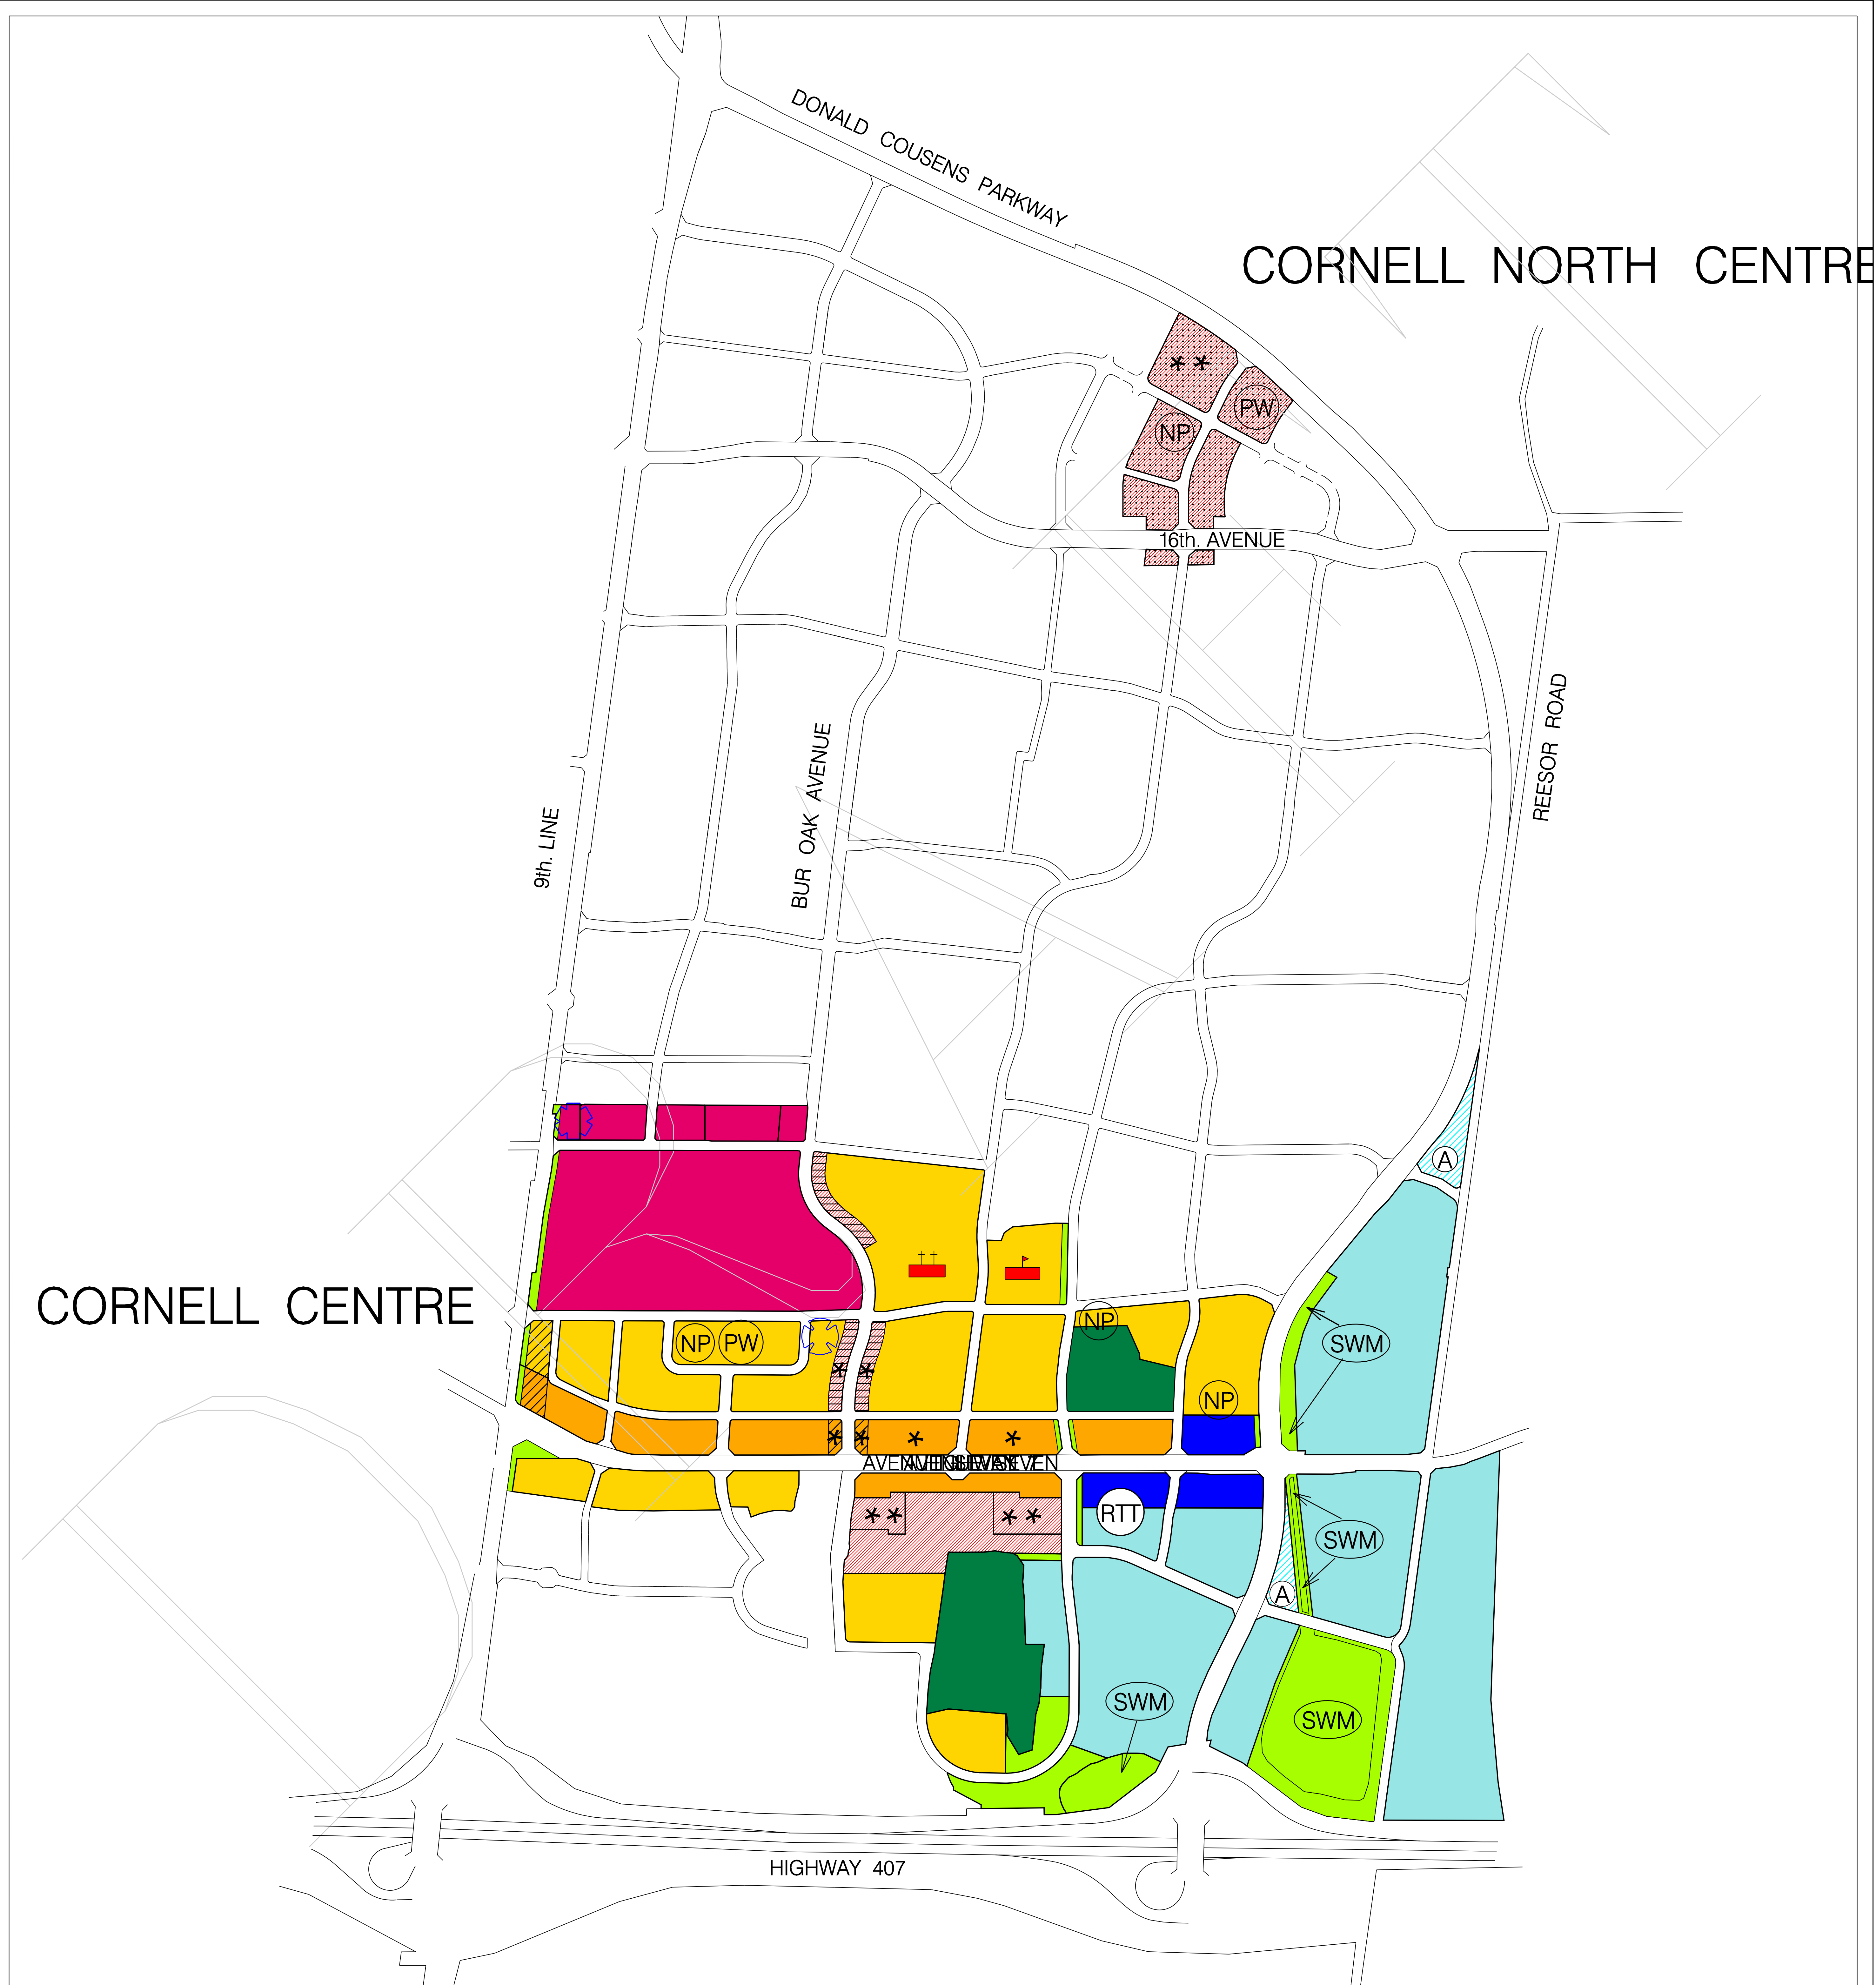 DONALD COUSENS PARKWAY
CORNELL NORTH CENTRE
* *
PW
NP
16th. AVENUE
REESOR ROAD
BUR OAK AVENUE
9th. LINE
A
CORNELL CENTRE
NP
NP PW
SWM
* *
NP
* * * *
* * * *
RTT
SWM
A
SWM
SWM
HIGHWAY 407